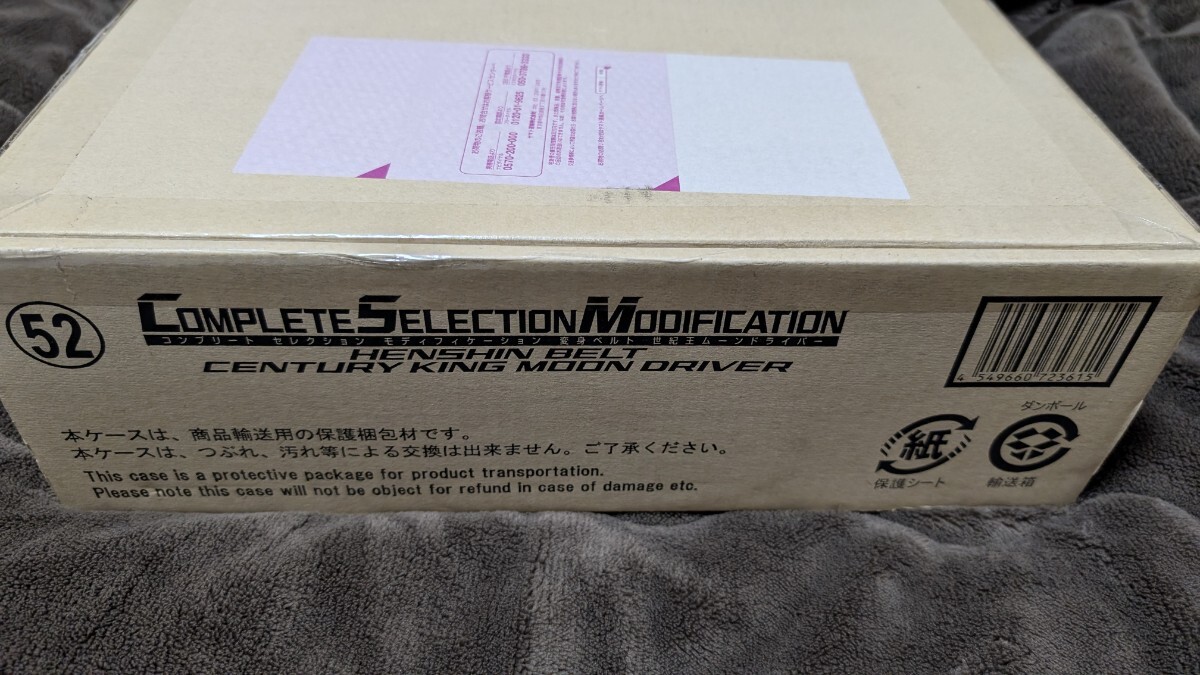 0570-200-000
0120-01-9625
52
COMPLETE SELECTION MODIFICATION
コンプリート セレクション モディフィケーション 変身ベルト 世紀王ムーンドライバー
HENSHIN BELT
CENTURY KING MOON DRIVER
4 549660 723615
本ケースは、商品輸送用の保護梱包材です。
本ケースは、つぶれ、汚れ等による交換は出来ません。ご了承ください。
This case is a protective package for product transportation.
Please note this case will not be object for refund in case of damage etc.
紙
保護シート
ダンボール
輸送箱